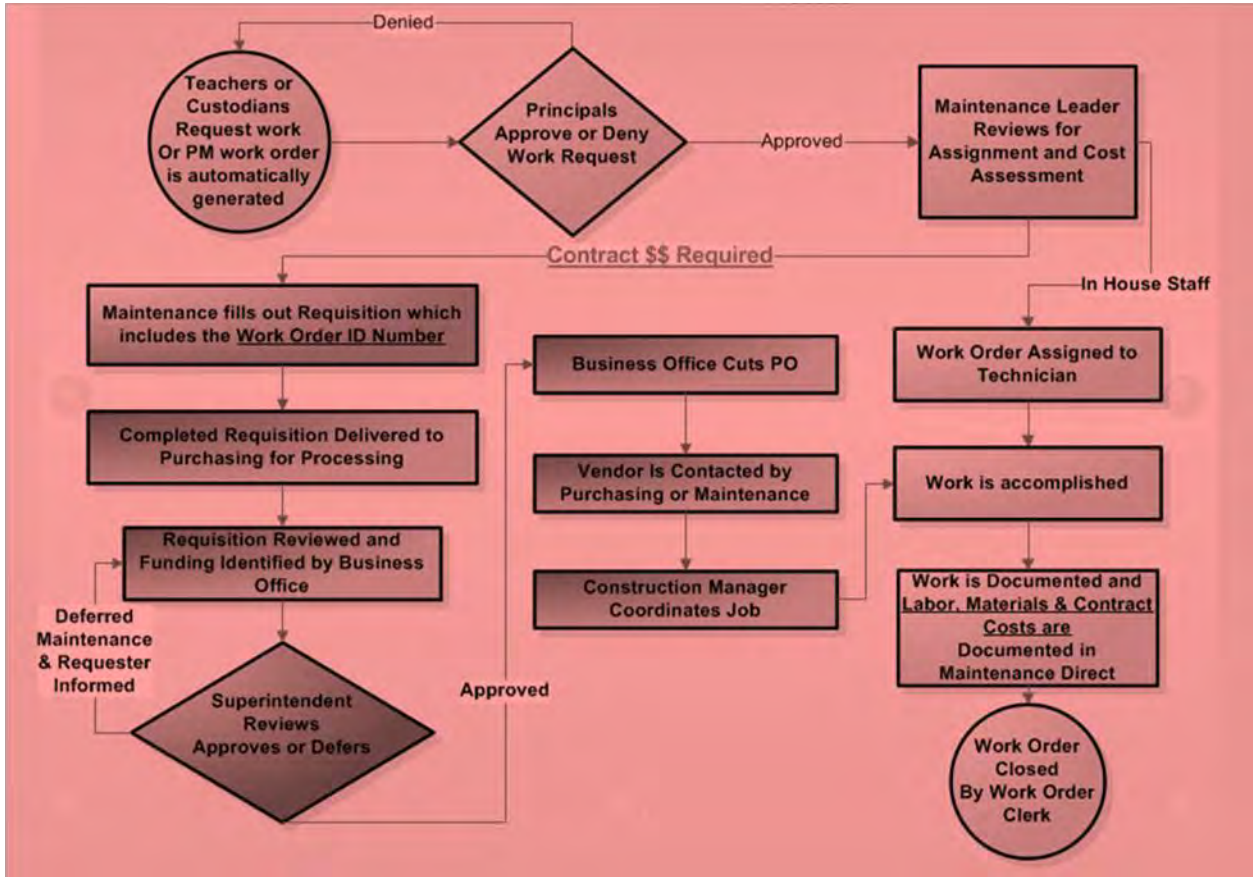 Denied
Teachers or
Custodians
Request work
Or PM work order
is automatically
generated
Principals
Approve or Deny
Work Request
Approved
Maintenance Leader
Reviews for
Assignment and Cost
Assessment
Contract $$ Required
In House Staff
Maintenance fills out Requisition which
includes the Work Order ID Number
Completed Requisition Delivered to
Purchasing for Processing
Requisition Reviewed and
Funding Identified by Business
Office
Deferred
Maintenance
& Requester
Informed
Superintendent
Reviews
Approves or Defers
Approved
Business Office Cuts PO
Vendor Is Contacted by
Purchasing or Maintenance
Construction Manager
Coordinates Job
Work Order Assigned to
Technician
Work is accomplished
Work is Documented and
Labor, Materials & Contract
Costs are
Documented in
Maintenance Direct
Work Order
Closed
By Work Order
Clerk